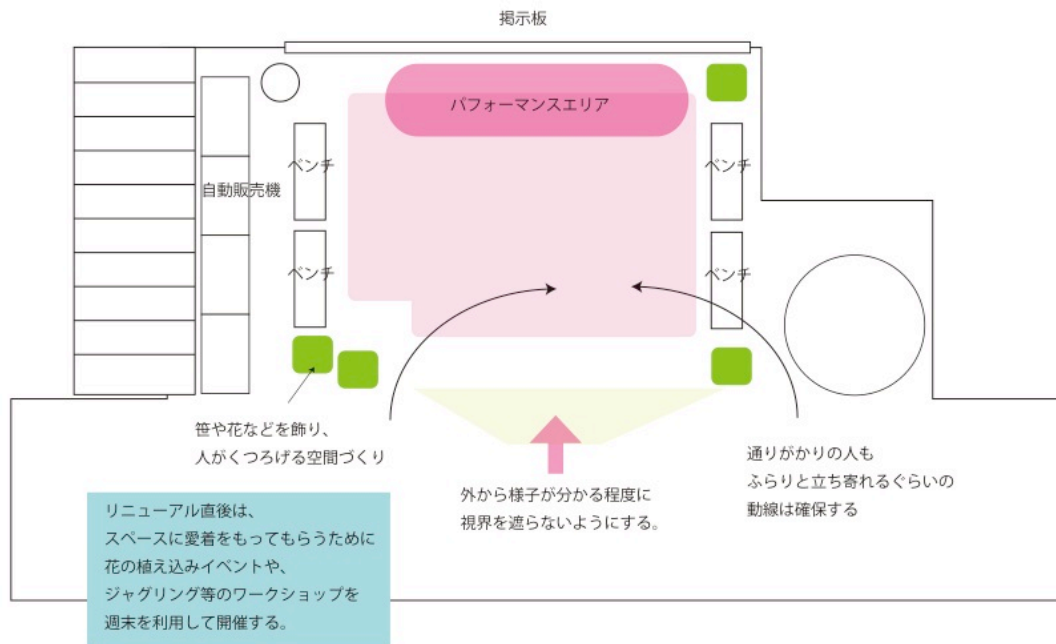 掲示板
パフォーマンスエリア
ベンチ
ベンチ
自動販売機
ベンチ
ベンチ
笹や花などを飾り、
人がくつろげる空間づくり
外から様子が分かる程度に
視界を遮らないようにする。
通りがかりの人も
ふらりと立ち寄れるぐらいの
動線は確保する
リニューアル直後は、
スペースに愛着をもってもらうために
花の植え込みイベントや、
ジャグリング等のワークショップを
週末を利用して開催する。